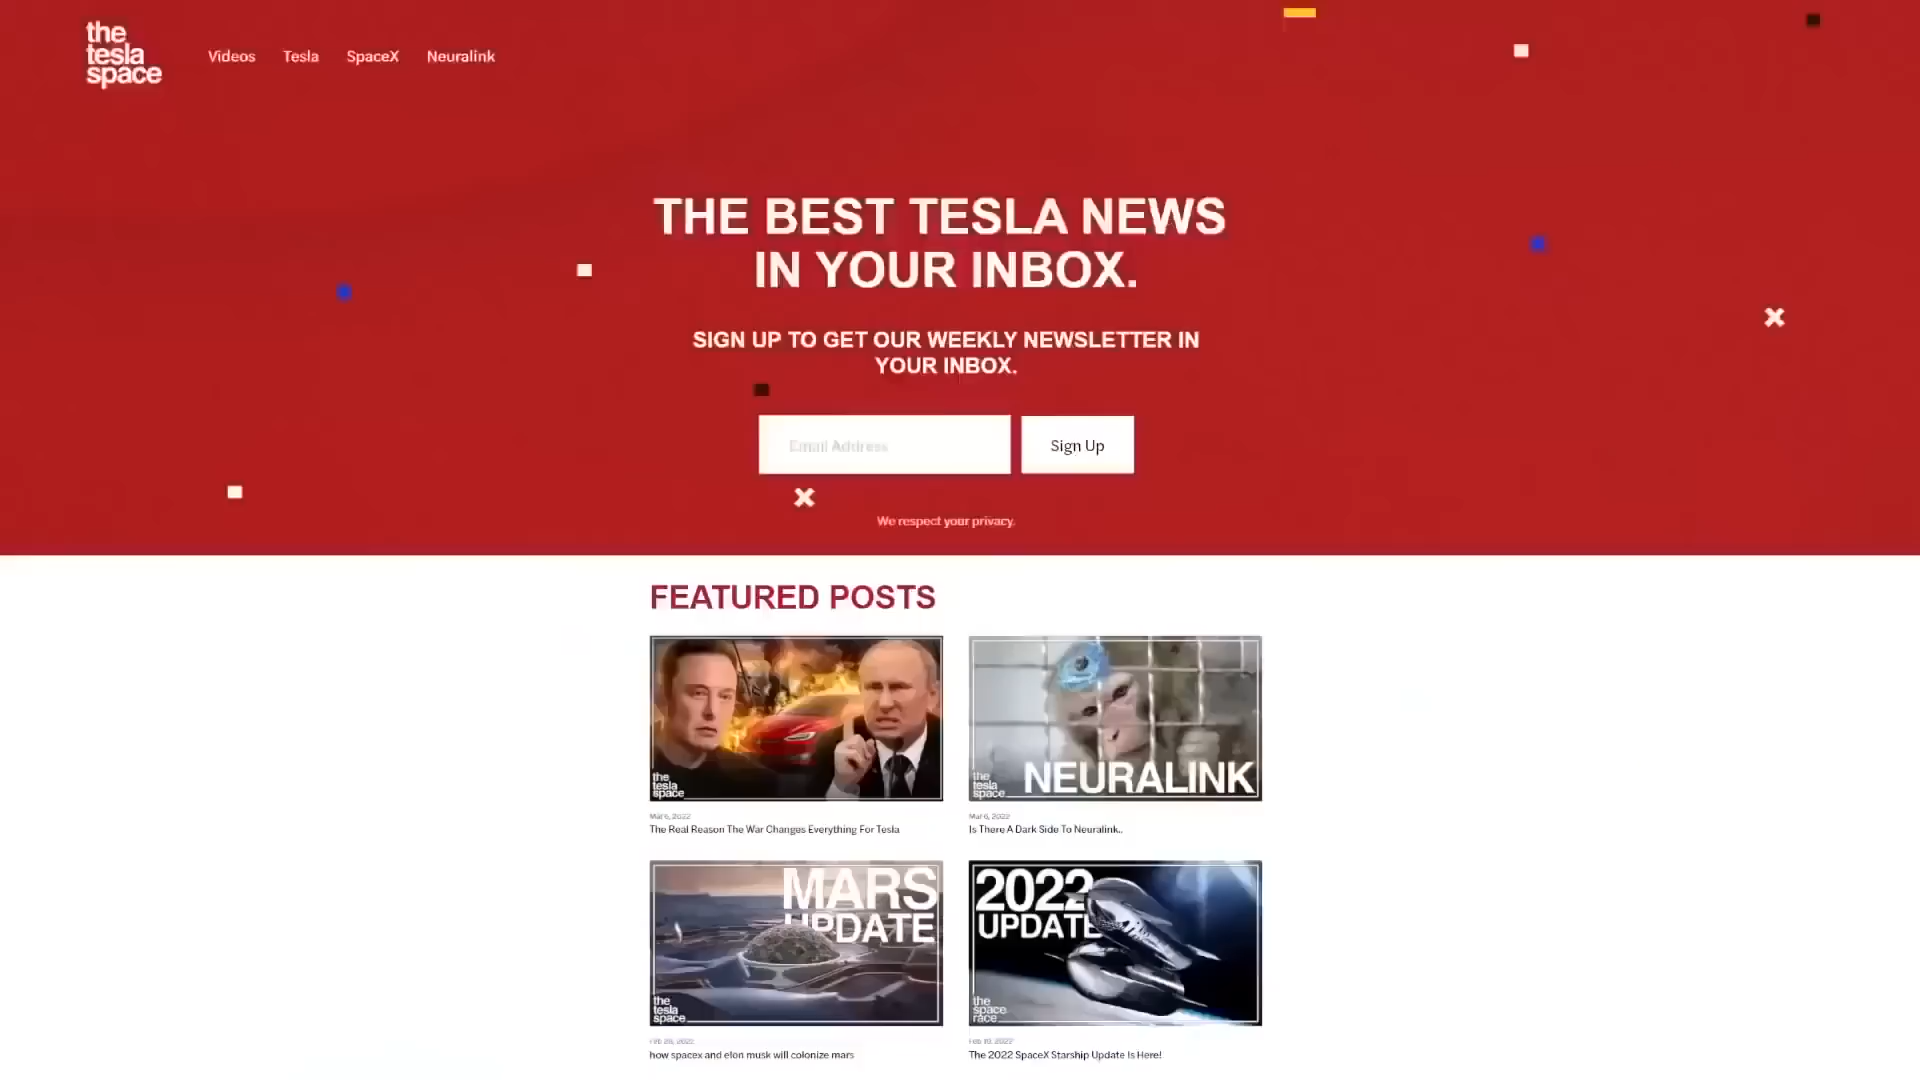 the
tesla
space
Videos
Tesla
SpaceX
Neuralink
THE BEST TESLA NEWS
IN YOUR INBOX.
SIGN UP TO GET OUR WEEKLY NEWSLETTER IN
YOUR INBOX.
Email Address
Sign Up
We respect your privacy.
FEATURED POSTS
the
tesla
space
NEURALINK
the
tesla
space
Mar 6, 2022
The Real Reason The War Changes Everything For Tesla
Mar 6, 2022
Is There A Dark Side To Neuralink..
MARS
UPDATE
the
tesla
space
2022
UPDATE
the
space
race
Feb 28, 2022
how spacex and elon musk will colonize mars
Feb 10, 2022
The 2022 SpaceX Starship Update Is Here!